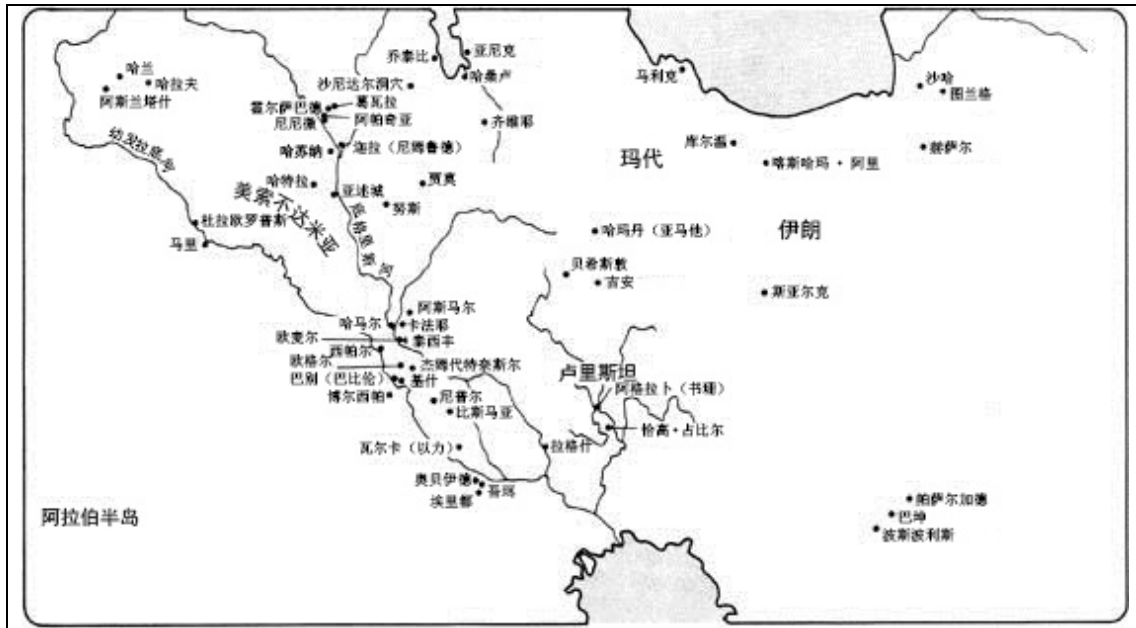 乔泰比
亚尼克
哈桑卢
马利克
沙哈
图兰格
哈兰
哈拉夫
阿斯兰塔什
沙尼达尔洞穴
霍尔萨巴德
葛瓦拉
尼尼微
阿帕奇亚
齐维耶
幼发拉底河
哈苏纳
迦拉（尼姆鲁德）
玛代
库尔温
喀斯哈玛·阿里
赫萨尔
哈特拉
贾莫
美索不达米亚
亚述城
努斯
底格里斯河
杜拉欧罗普斯
马里
哈玛丹（亚马他）
伊朗
贝希斯敦
吉安
斯亚尔克
阿斯马尔
哈马尔
卡法耶
欧麦尔
泰西丰
西帕尔
欧格尔
杰姆代特奈斯尔
巴别（巴比伦）
基什
博尔西帕
尼普尔
比斯马亚
卢里斯坦
阿格拉卜（书珊）
恰高·占比尔
瓦尔卡（以力）
拉格什
奥贝伊德
吾珥
埃里都
阿拉伯半岛
帕萨尔加德
巴坤
波斯波利斯